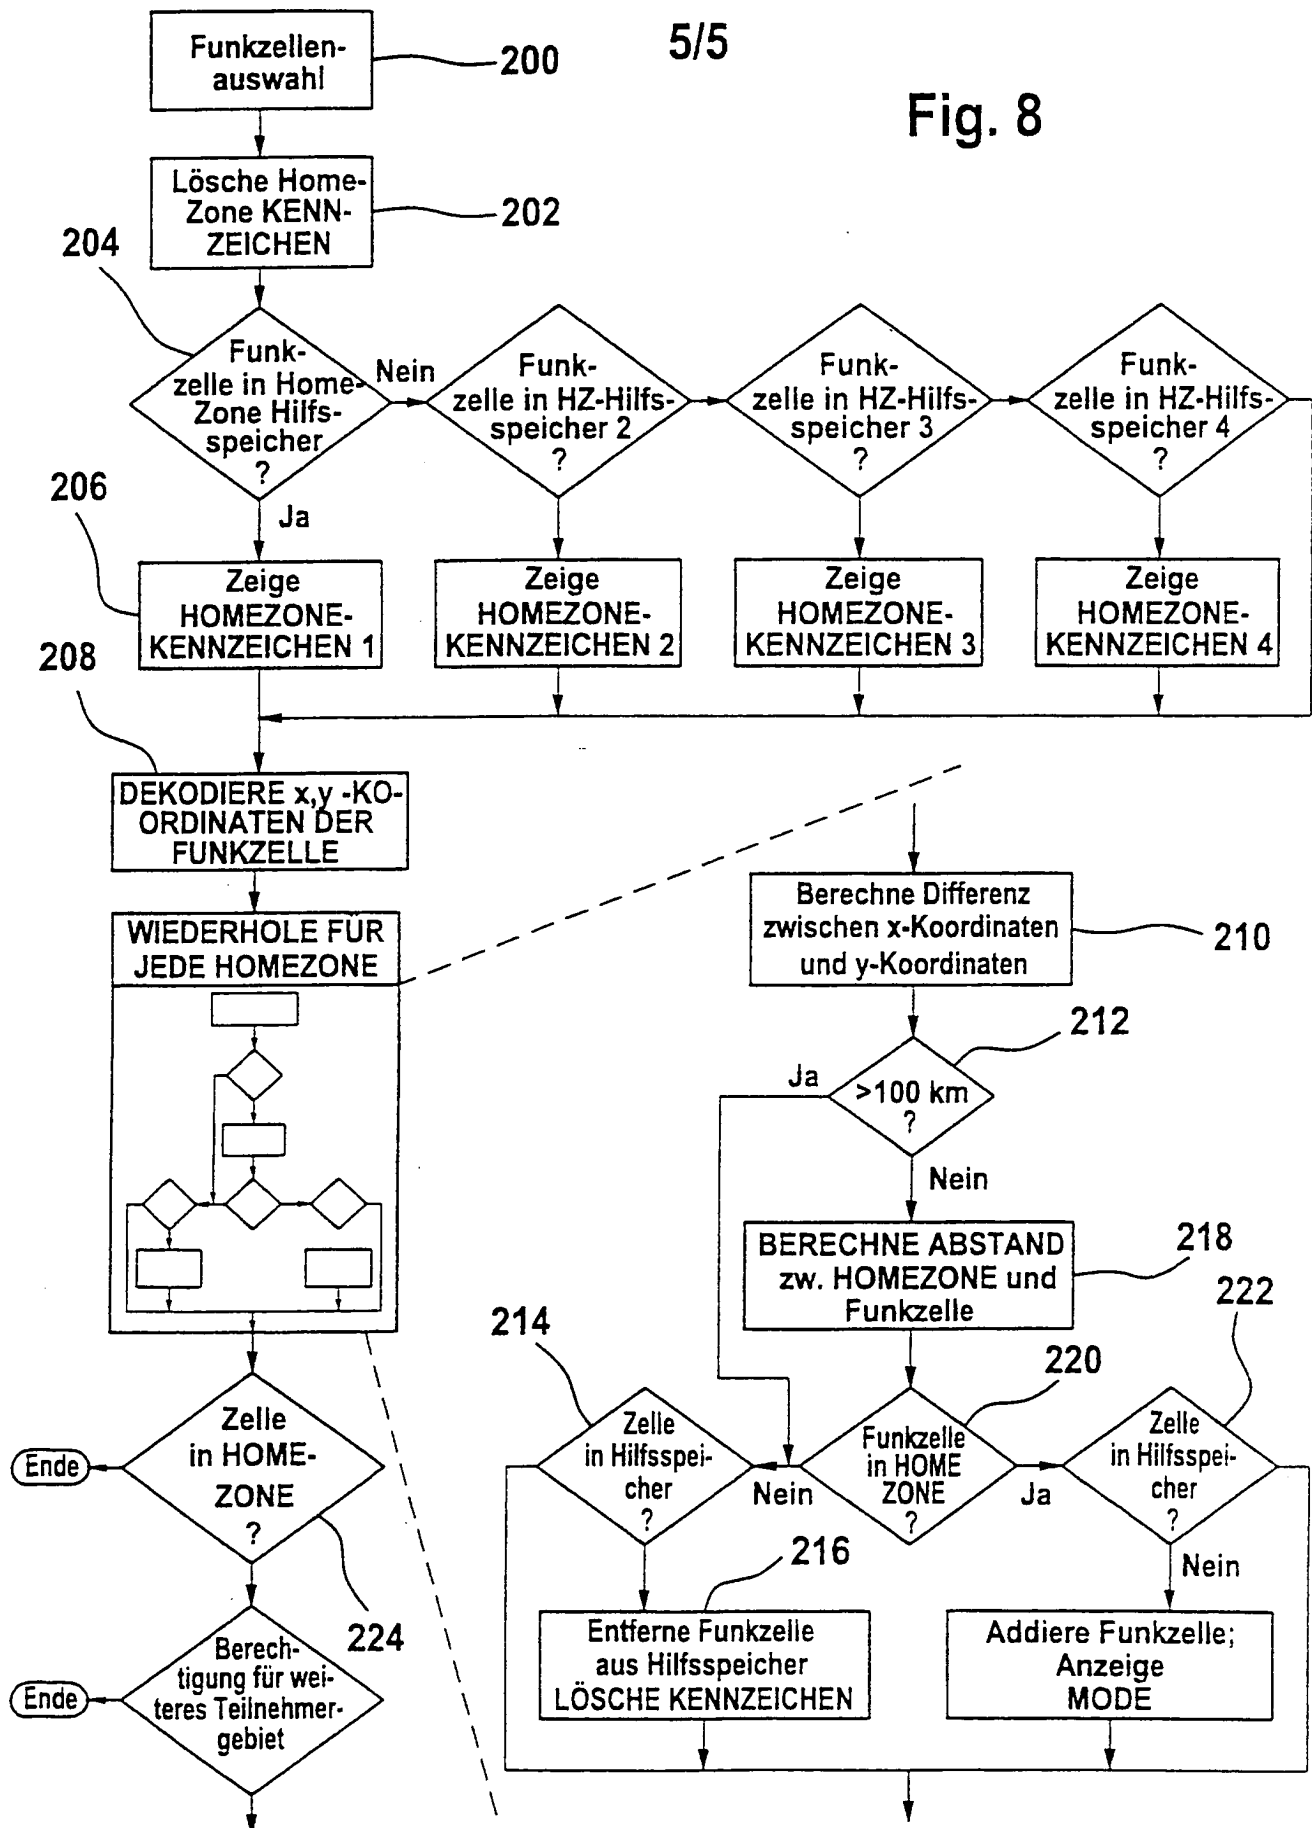 5/5
Fig. 8
Funkzellen-
auswahl
200
Lösche Home-
Zone KENN-
ZEICHEN
202
204
Funk-
zelle in Home-
Zone Hilfs-
speicher
?
Nein
Funk-
zelle in HZ-Hilfs-
speicher 2
?
Funk-
zelle in HZ-Hilfs-
speicher 3
?
Funk-
zelle in HZ-Hilfs-
speicher 4
?
206
Ja
Zeige
HOMEZONE-
KENNZEICHEN 1
Zeige
HOMEZONE-
KENNZEICHEN 2
Zeige
HOMEZONE-
KENNZEICHEN 3
Zeige
HOMEZONE-
KENNZEICHEN 4
208
DEKODIERE x,y -KO-
ORDINATEN DER
FUNKZELLE
WIEDERHOLE FÜR
JEDE HOMEZONE
Zelle
in HOME-
ZONE
?
Ende
224
Berech-
tigung für wei-
teres Teilnehmer-
gebiet
Ende
Berechne Differenz
zwischen x-Koordinaten
und y-Koordinaten
210
212
Ja
>100 km
?
Nein
BERECHNE ABSTAND
zw. HOMEZONE und
Funkzelle
218
214
Zelle
in Hilfsspei-
cher
?
Nein
220
Funkzelle
in HOME
ZONE
?
Ja
222
Zelle
in Hilfsspei-
cher
?
Nein
216
Entferne Funkzelle
aus Hilfsspeicher
LÖSCHE KENNZEICHEN
Addiere Funkzelle;
Anzeige
MODE